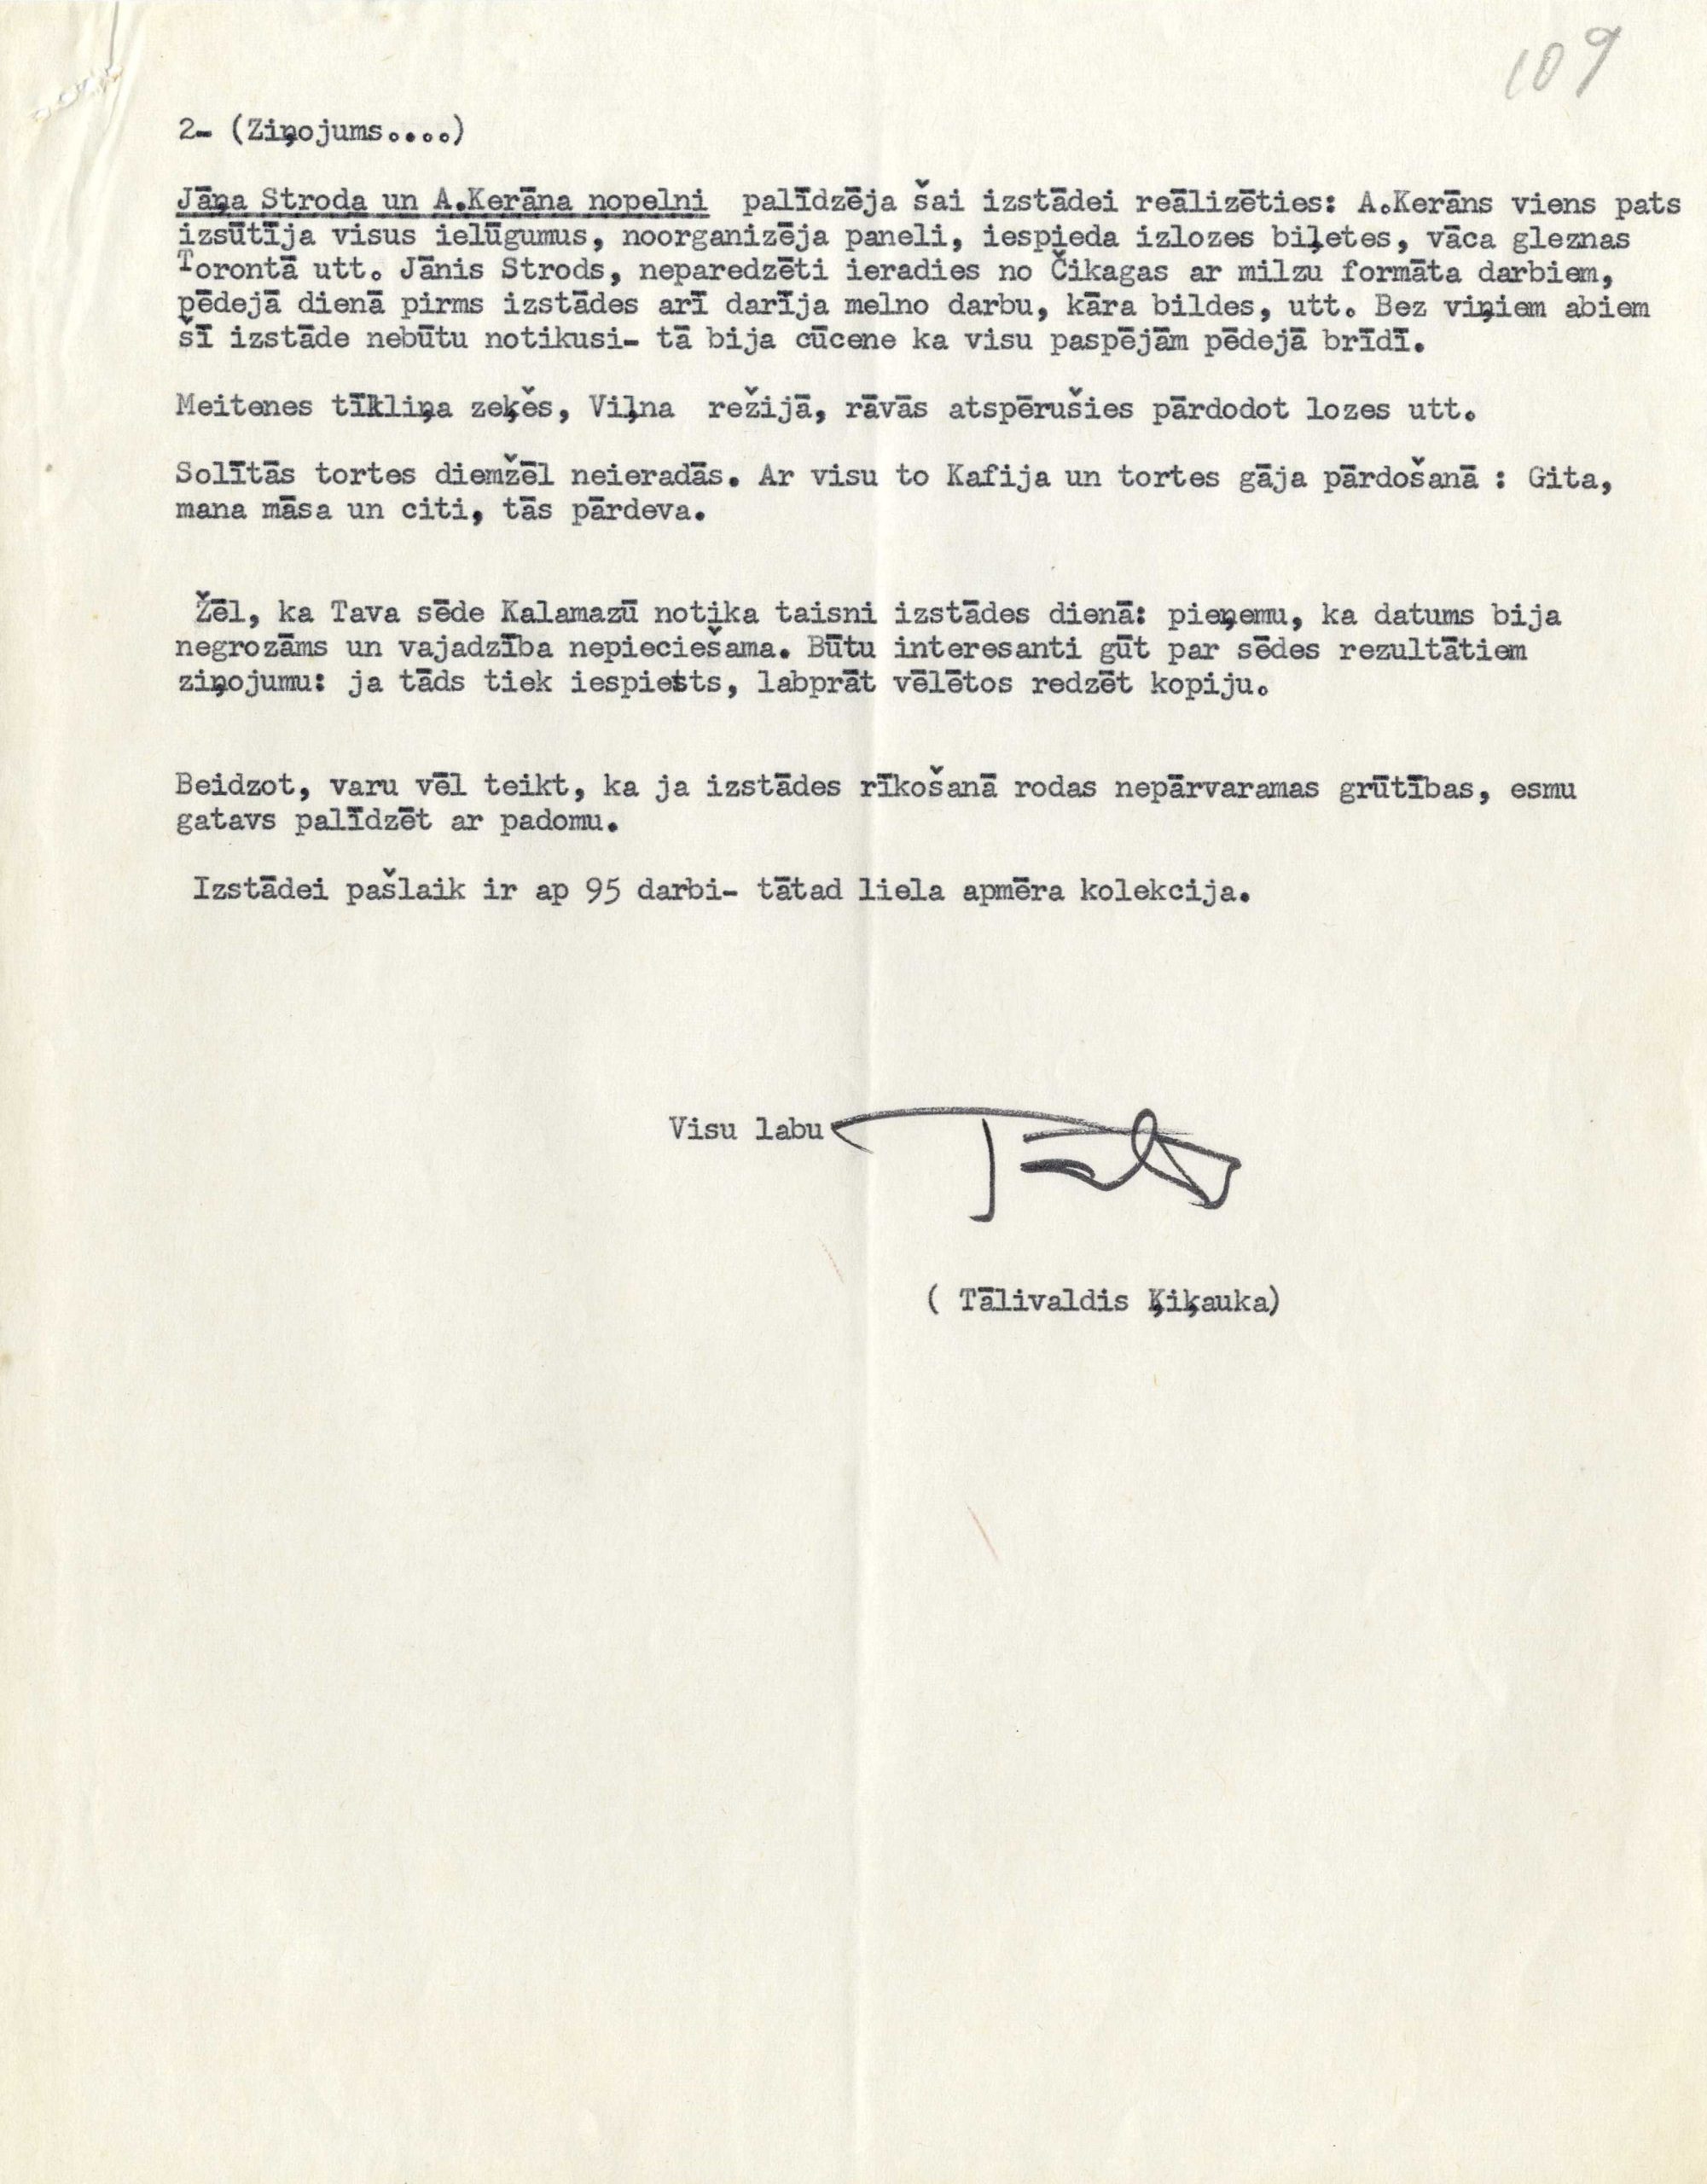 109
2- (Ziņojums....)
Jāņa Stroda un A.Kerāna nopelni palīdzēja šai izstādei reālizēties: A.Kerāns viens pats
izsūtīja visus ielūgumus, noorganizēja paneli, iespieda izlozes biļetes, vāca gleznas
Torontā utt. Jānis Strods, neparedzēti ieradies no Čikagas ar milzu formāta darbiem,
pēdejā dienā pirms izstādes arī darīja melno darbu, kāra bildes, utt. Bez viņiem abiem
šī izstāde nebūtu notikusi- tā bija cūcene ka visu paspējām pēdejā brīdī.
Meitenes tīkliņa zeķēs, Viļna režijā, rāvās atspērušies pārdodot lozes utt.
Solītās tortes diemžēl neieradās. Ar visu to Kafija un tortes gāja pārdošanā : Gita,
mana māsa un citi, tās pārdeva.
Žēl, ka Tava sēde Kalamazū notika taisni izstādes dienā: pieņemu, ka datums bija
negrozāms un vajadzība nepieciešama. Būtu interesanti gūt par sēdes rezultātiem
ziņojumu: ja tāds tiek iespiests, labprāt vēlētos redzēt kopiju.
Beidzot, varu vēl teikt, ka ja izstādes rīkošanā rodas nepārvaramas grūtības, esmu
gatavs palīdzēt ar padomu.
Izstādei pašlaik ir ap 95 darbi- tātad liela apmēra kolekcija.
Visu labu
( Tālivaldis Ķiķauka)